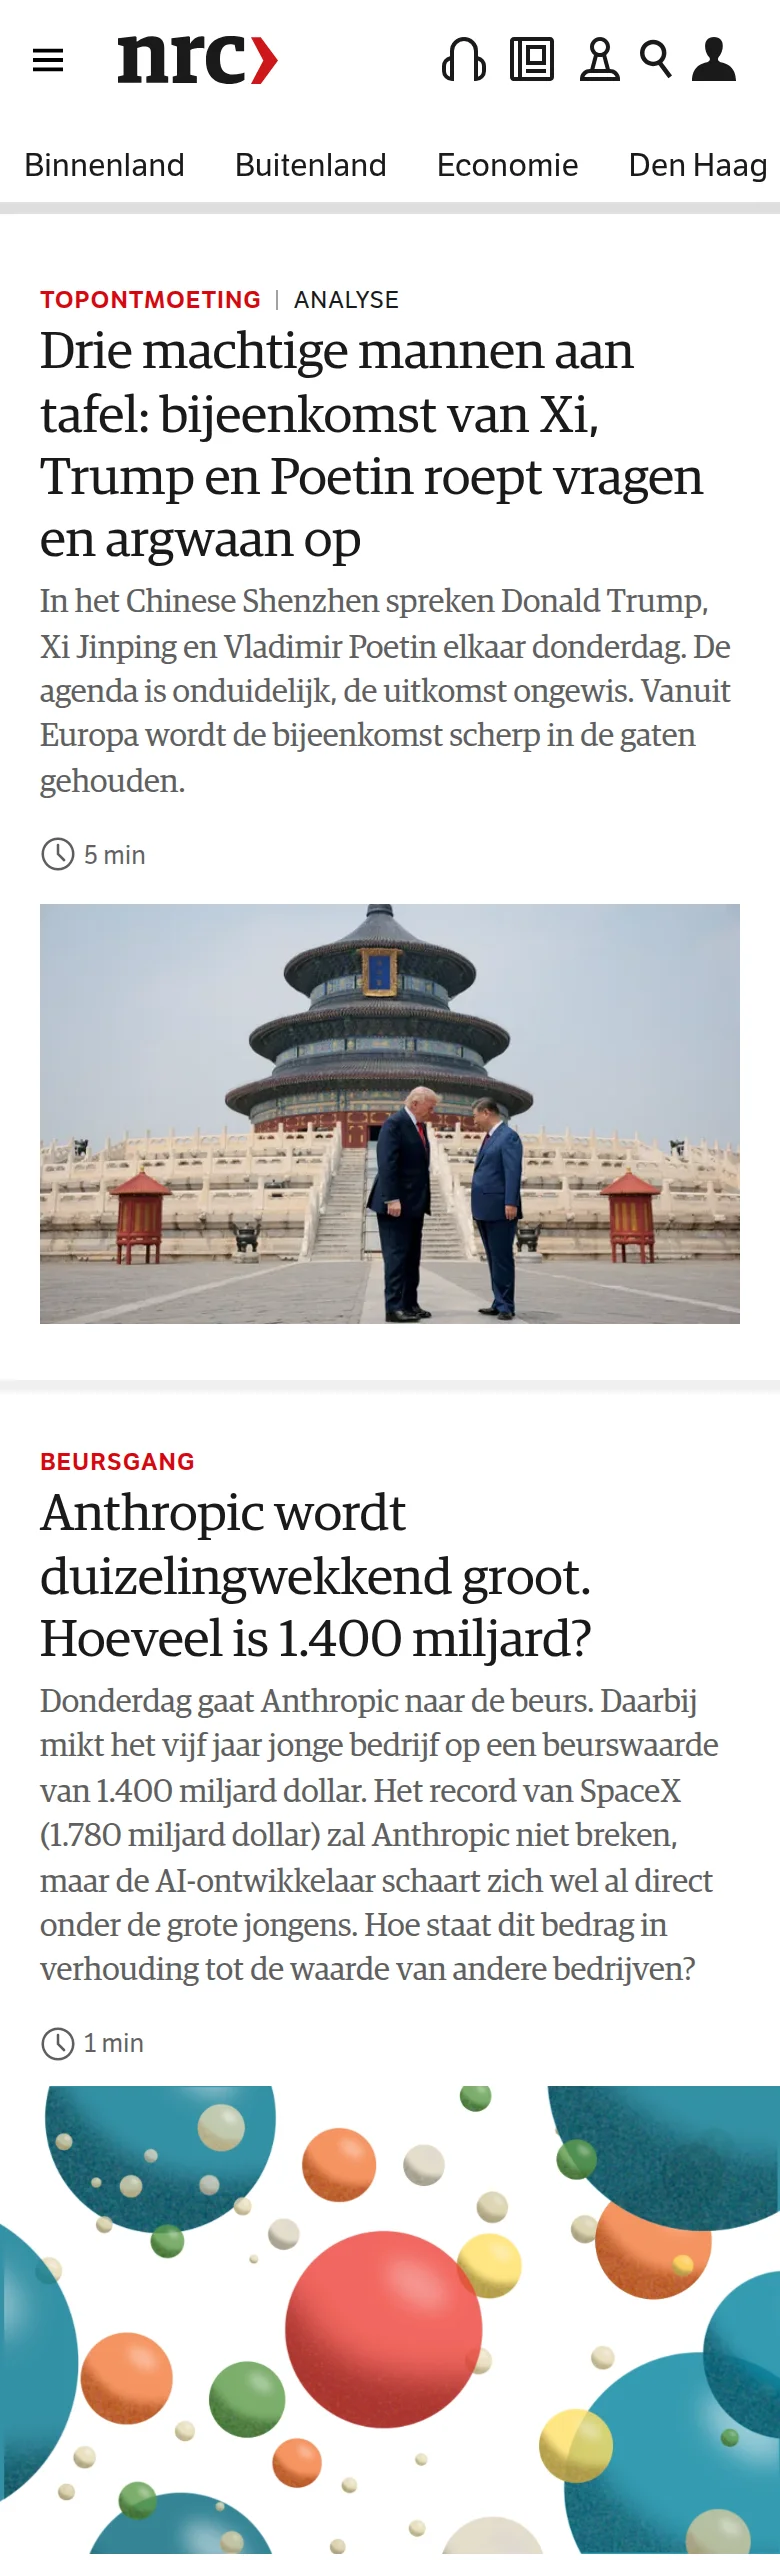 nrc
Binnenland Buitenland Economie Den Haag
TOPONTMOETING | ANALYSE
Drie machtige mannen aan
tafel: bijeenkomst van Xi,
Trump en Poetin roept vragen
en argwaan op
In het Chinese Shenzhen spreken Donald Trump,
Xi Jinping en Vladimir Poetin elkaar donderdag. De
agenda is onduidelijk, de uitkomst ongewis. Vanuit
Europa wordt de bijeenkomst scherp in de gaten
gehouden.
5 min
BEURSGANG
Anthropic wordt
duizelingwekkend groot.
Hoeveel is 1.400 miljard?
Donderdag gaat Anthropic naar de beurs. Daarbij
mikt het vijf jaar jonge bedrijf op een beurswaarde
van 1.400 miljard dollar. Het record van SpaceX
(1.780 miljard dollar) zal Anthropic niet breken,
maar de AI-ontwikkelaar schaart zich wel al direct
onder de grote jongens. Hoe staat dit bedrag in
verhouding tot de waarde van andere bedrijven?
1 min